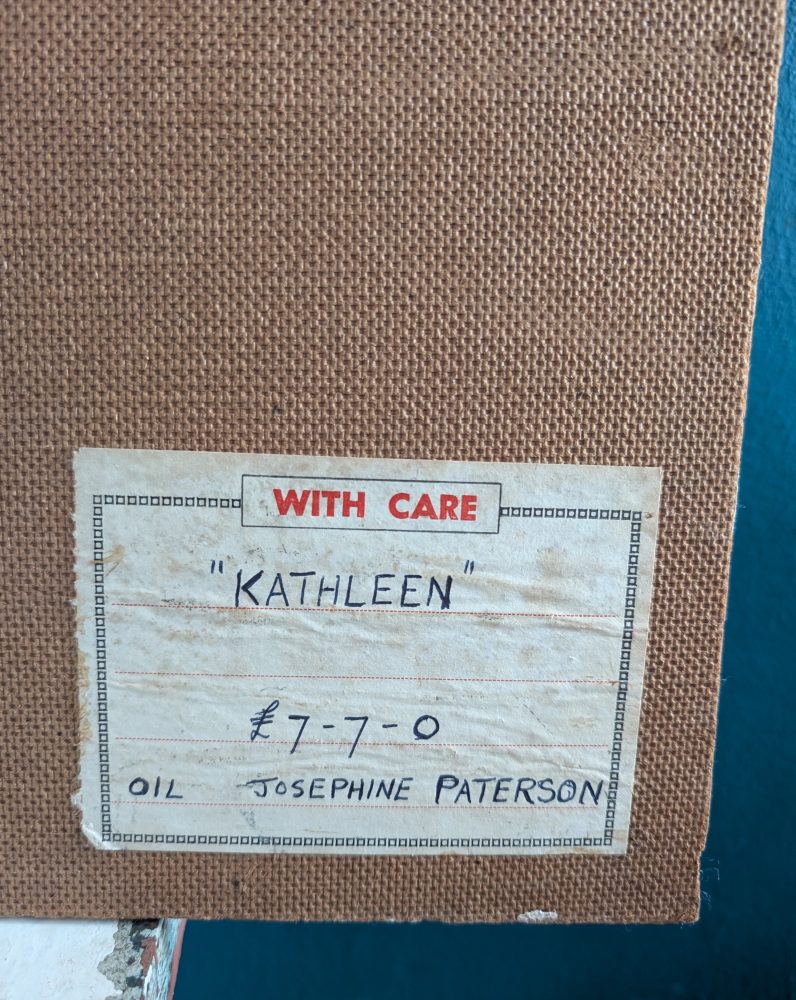 WITH CARE
"KATHLEEN"
£7-7-0
OIL JOSEPHINE PATERSON